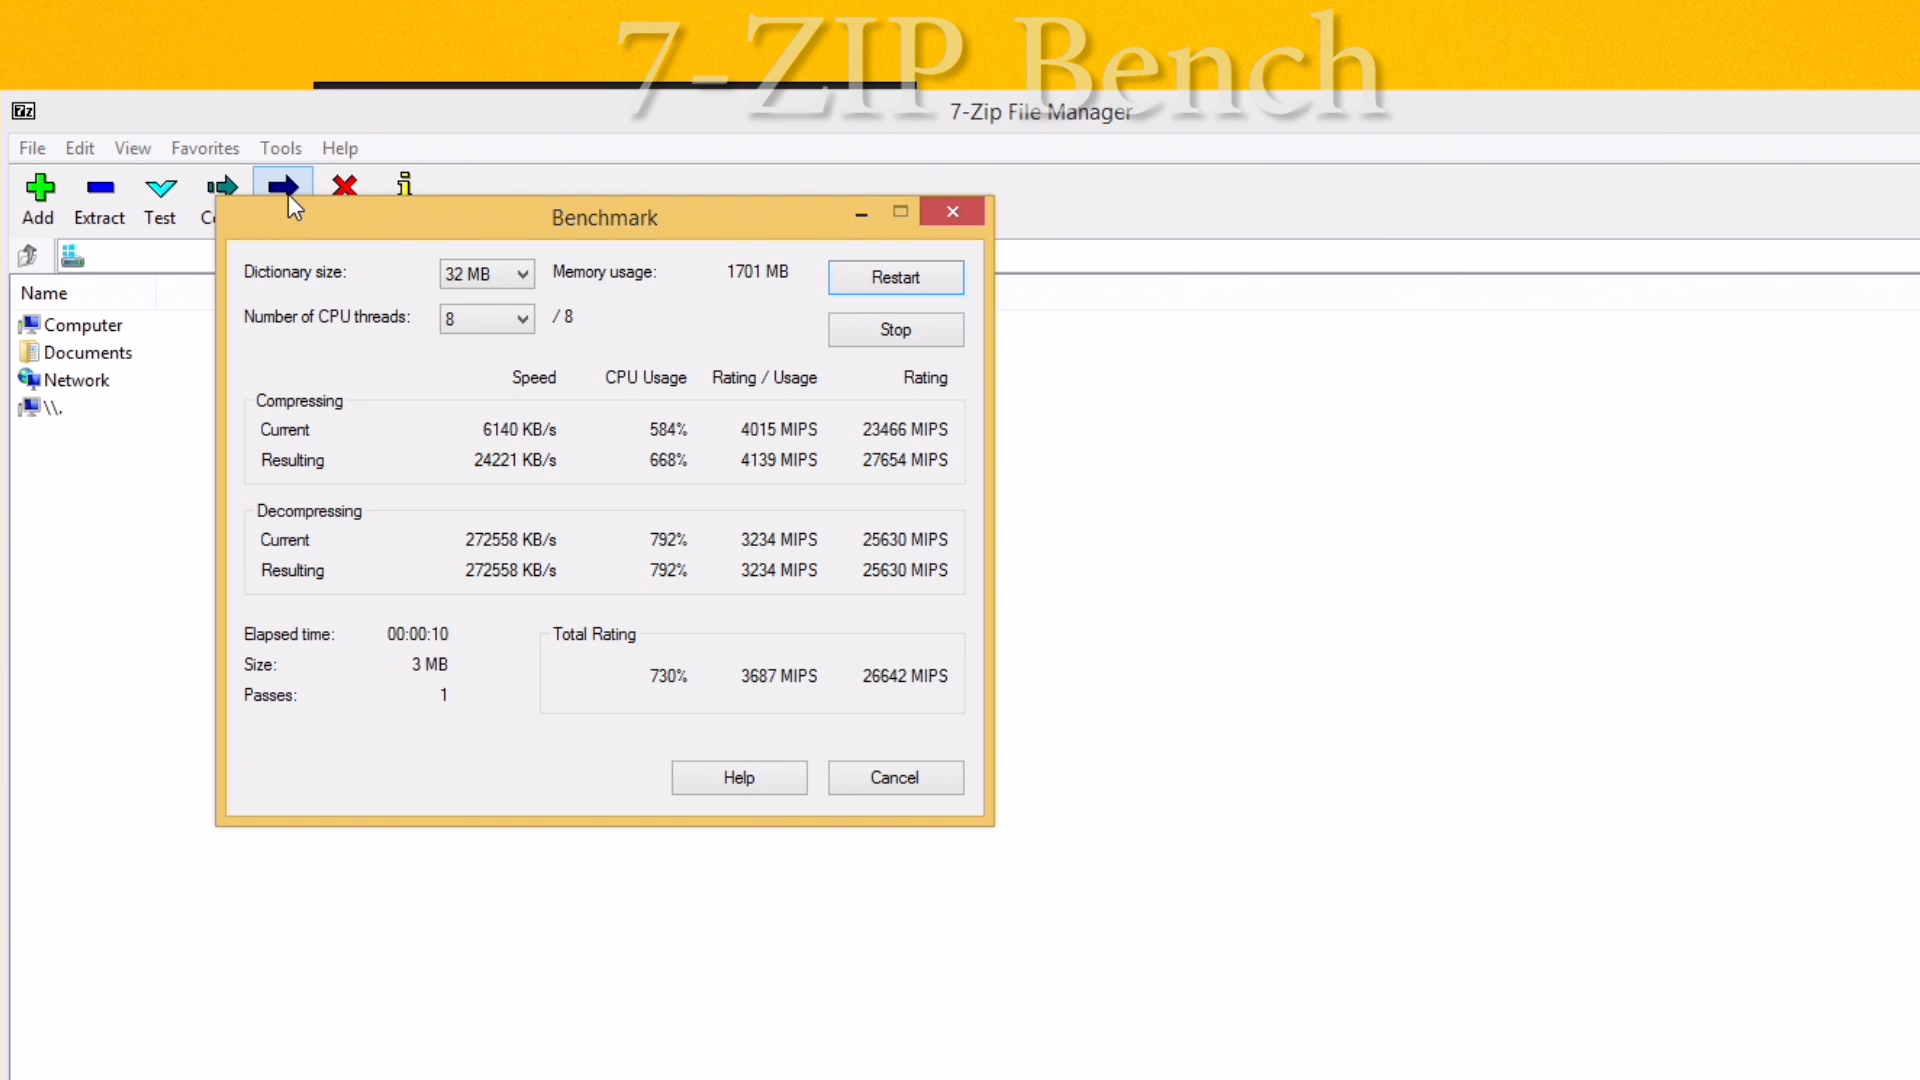 7-ZIP Bench
7-Zip File Manager
File Edit View Favorites Tools Help
Add Extract Test
Benchmark
Dictionary size: 32 MB Memory usage: 1701 MB Restart
Number of CPU threads: 8 / 8
Stop
Name
Computer
Documents
Network
\\.
Speed CPU Usage Rating / Usage Rating
Compressing
Current 6140 KB/s 584% 4015 MIPS 23466 MIPS
Resulting 24221 KB/s 668% 4139 MIPS 27654 MIPS
Decompressing
Current 272558 KB/s 792% 3234 MIPS 25630 MIPS
Resulting 272558 KB/s 792% 3234 MIPS 25630 MIPS
Elapsed time: 00:00:10 Total Rating
Size: 3 MB
730% 3687 MIPS 26642 MIPS
Passes: 1
Help Cancel